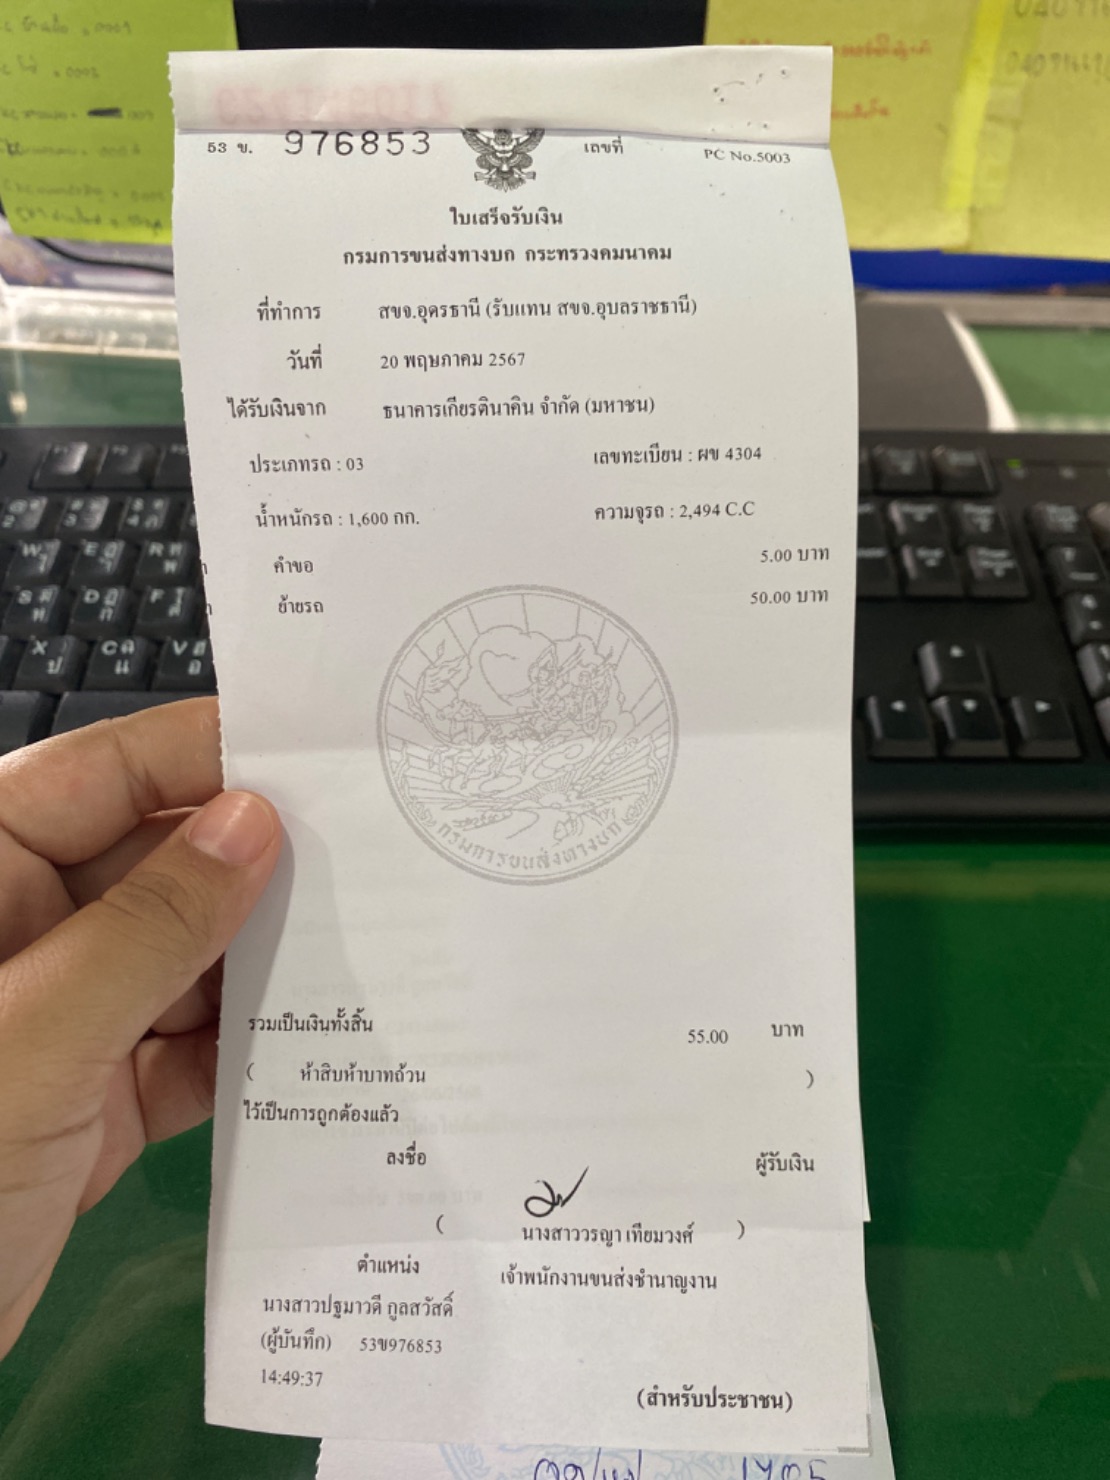 53 ข. 976853 เลขที่ PC No.5003
ใบเสร็จรับเงิน
กรมการขนส่งทางบก กระทรวงคมนาคม
ที่ทำการ สขจ.อุดรธานี (รับแทน สขจ.อุบลราชธานี)
วันที่ 20 พฤษภาคม 2567
ได้รับเงินจาก ธนาคารเกียรตินาคิน จำกัด (มหาชน)
ประเภทรถ : 03 เลขทะเบียน : ผข 4304
น้ำหนักรถ : 1,600 กก. ความจุรถ : 2,494 C.C
คำขอ 5.00 บาท
ย้ายรถ 50.00 บาท
กรมการขนส่งทางบก
รวมเป็นเงินทั้งสิ้น 55.00 บาท
( ห้าสิบห้าบาทถ้วน )
ไว้เป็นการถูกต้องแล้ว
ลงชื่อ ผู้รับเงิน
( นางสาววรญา เทียมวงศ์ )
ตำแหน่ง เจ้าพนักงานขนส่งชำนาญงาน
นางสาวปฐมาวดี กูลสวัสดิ์
(ผู้บันทึก) 53ข976853
14:49:37
(สำหรับประชาชน)